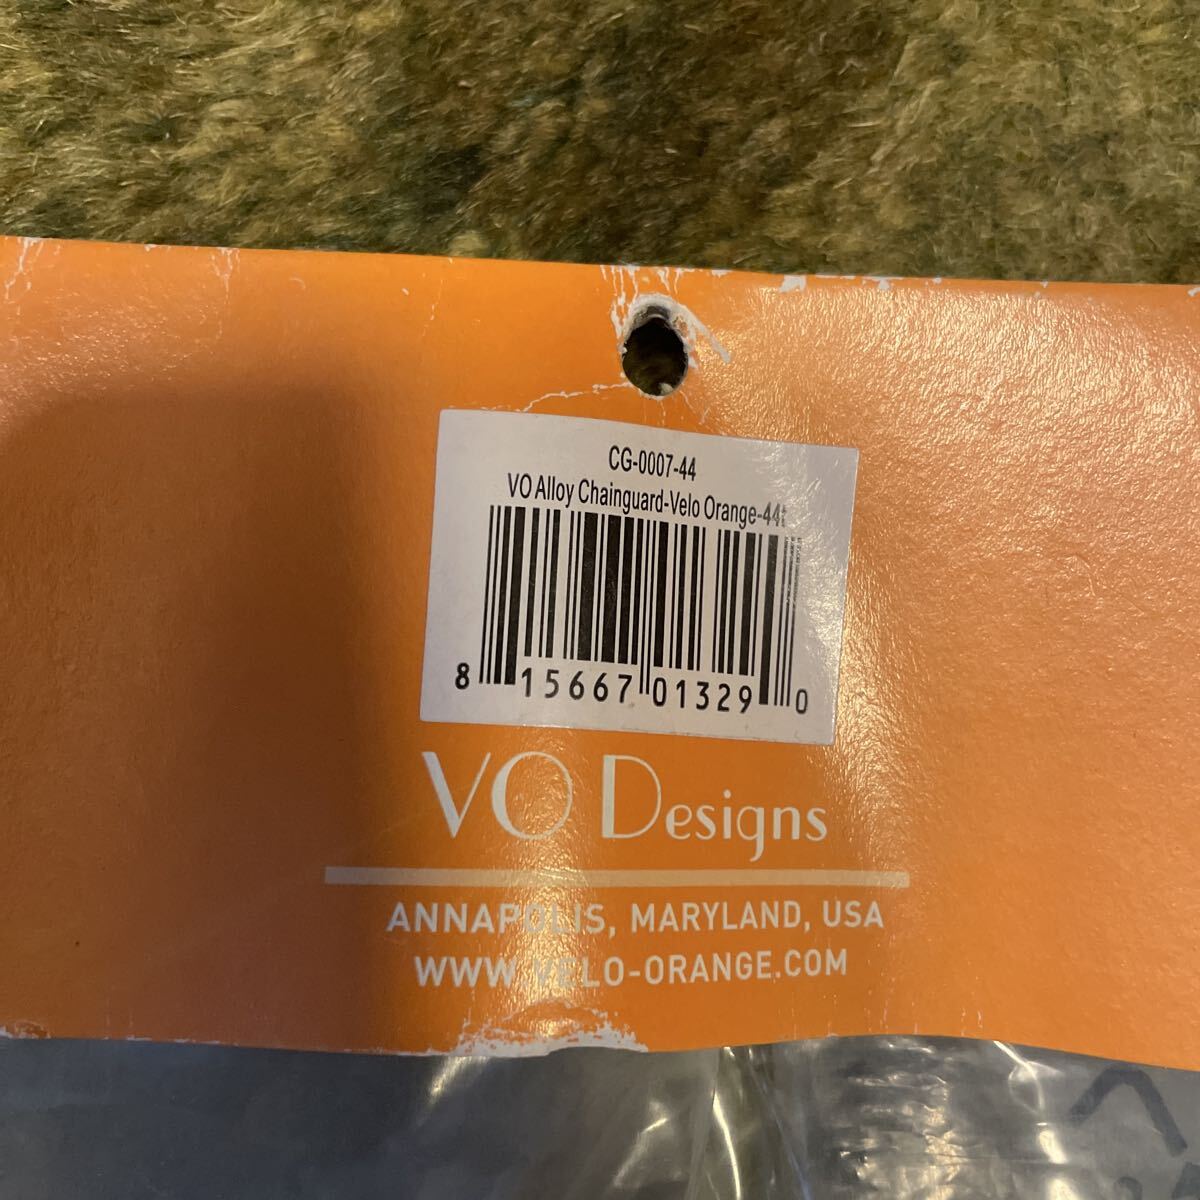 CG-0007-44
VO Alloy Chainguard-Velo Orange-44t
8 15667 01329 0
VO Designs
ANNAPOLIS, MARYLAND, USA
WWW.VELO-ORANGE.COM